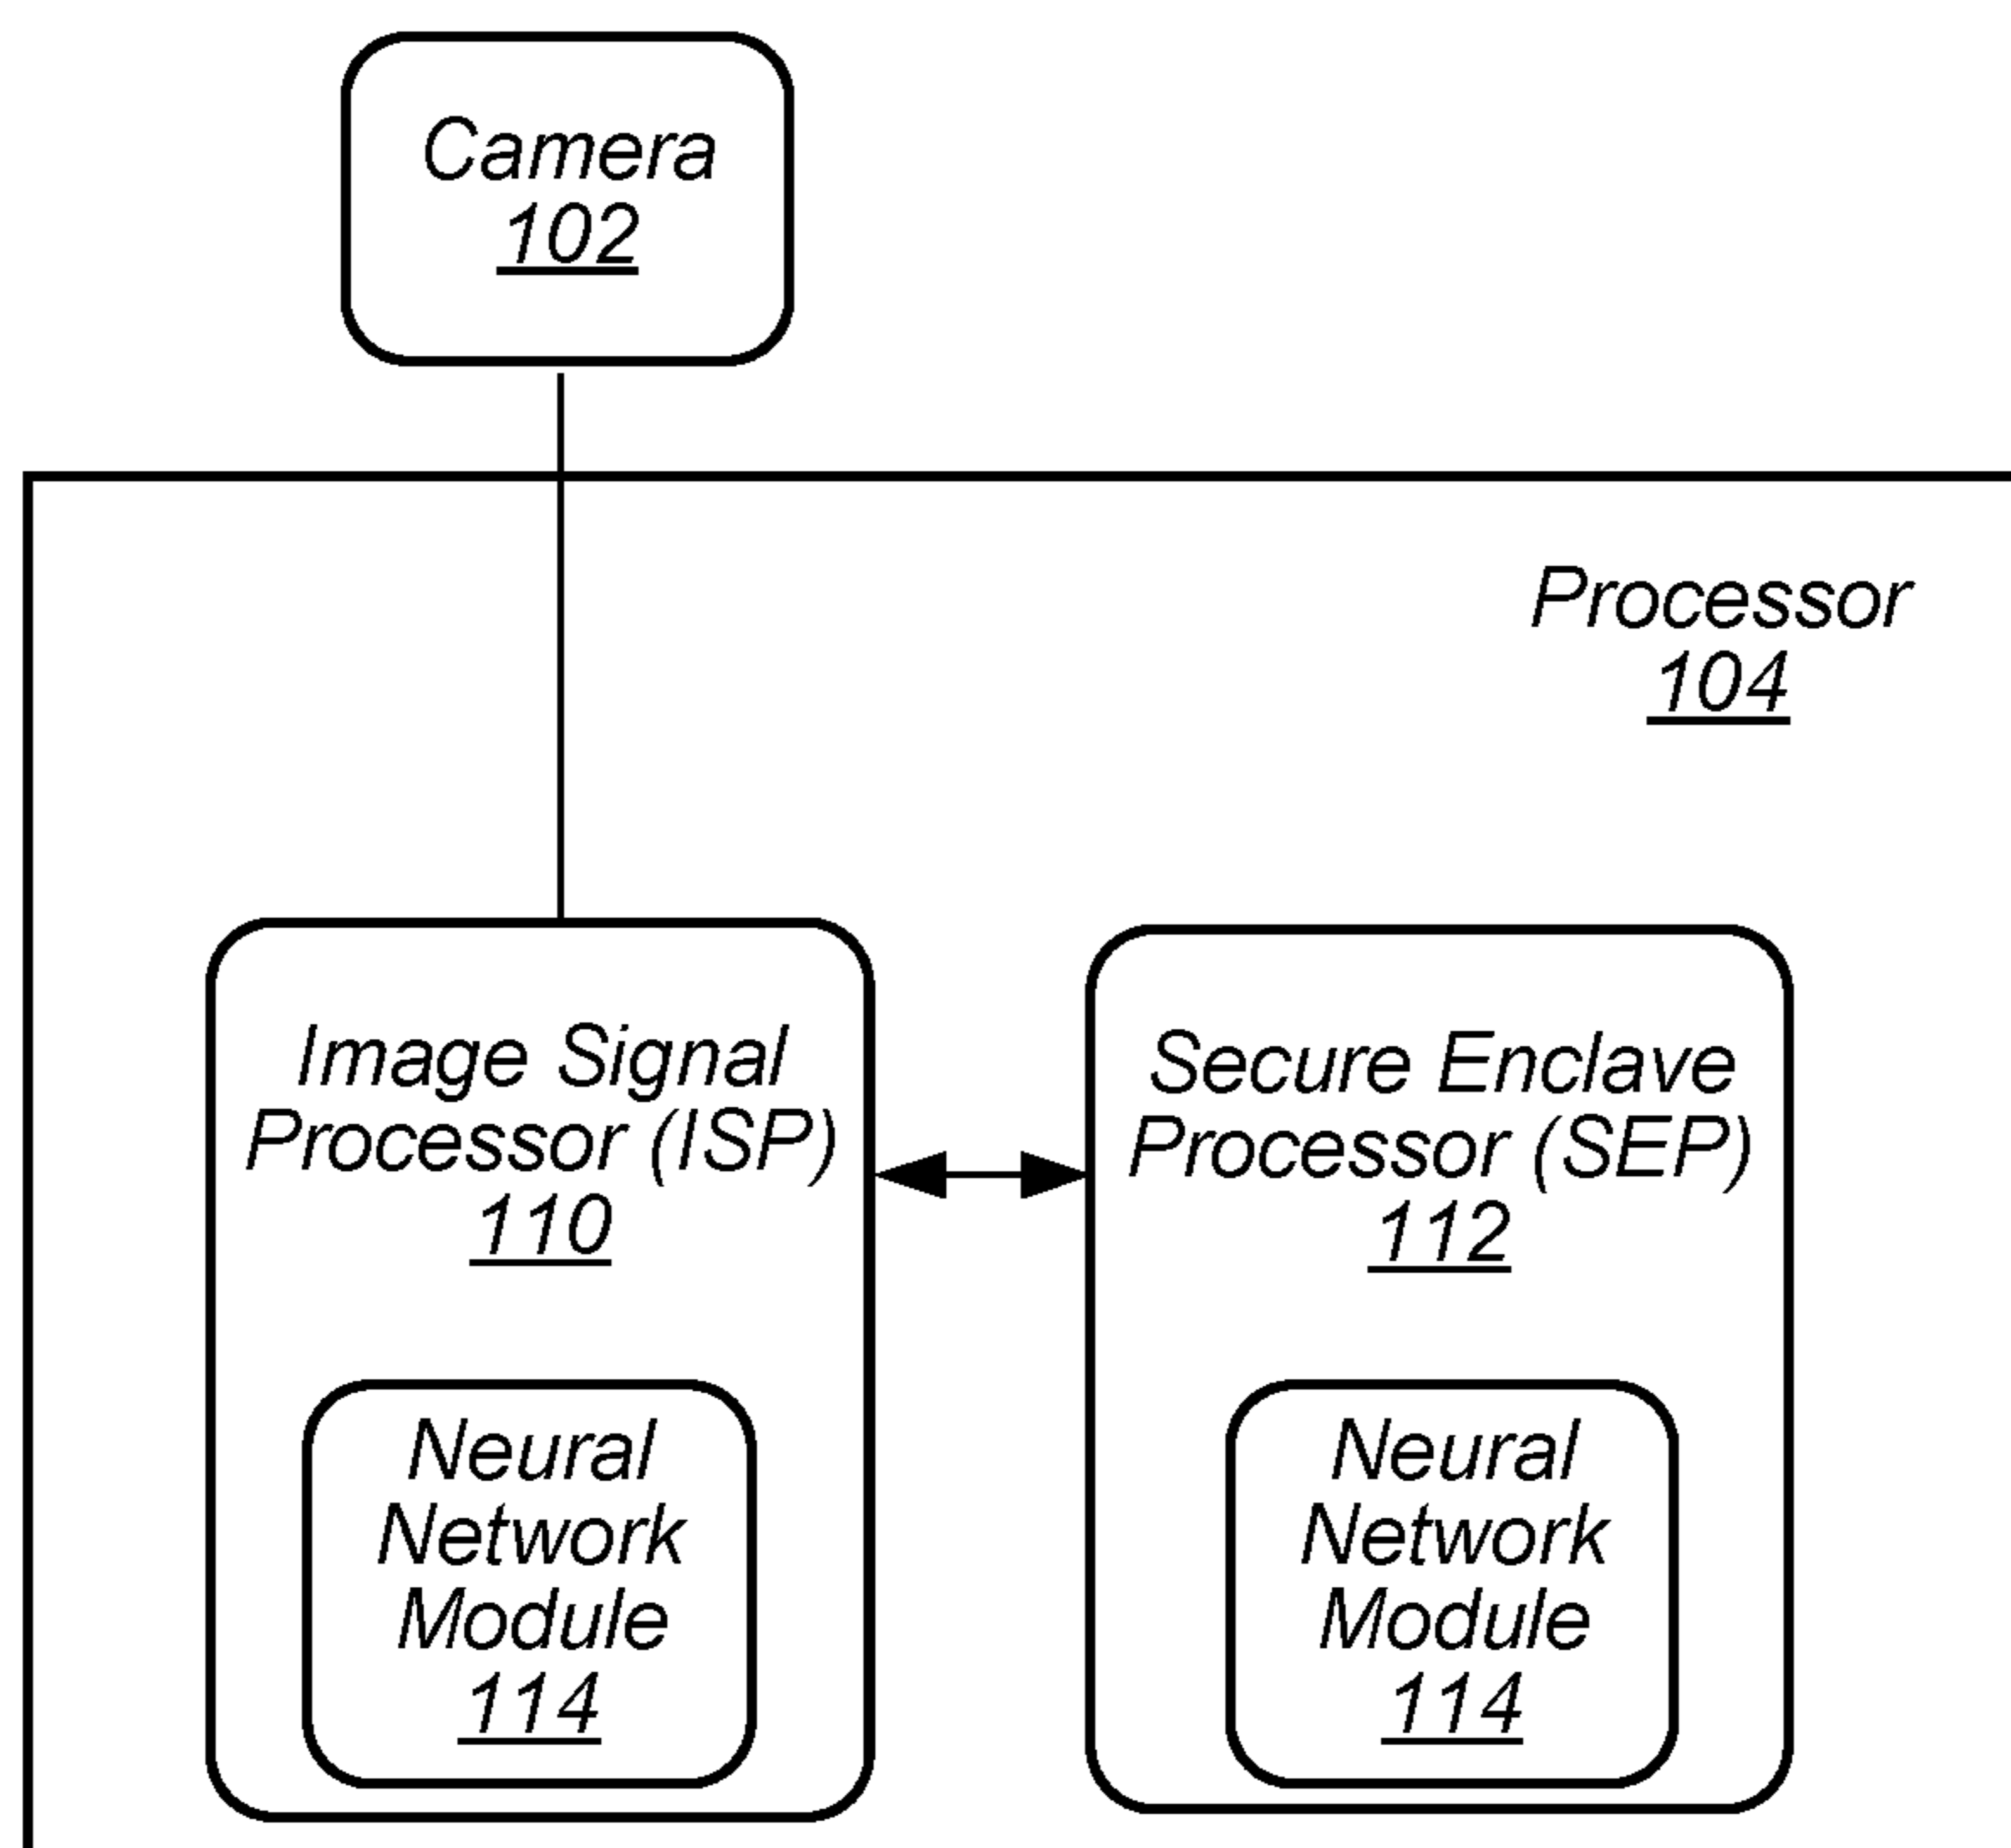 Camera
102
Processor
104
Image Signal
Processor (ISP)
110
Neural
Network
Module
114
Secure Enclave
Processor (SEP)
112
Neural
Network
Module
114